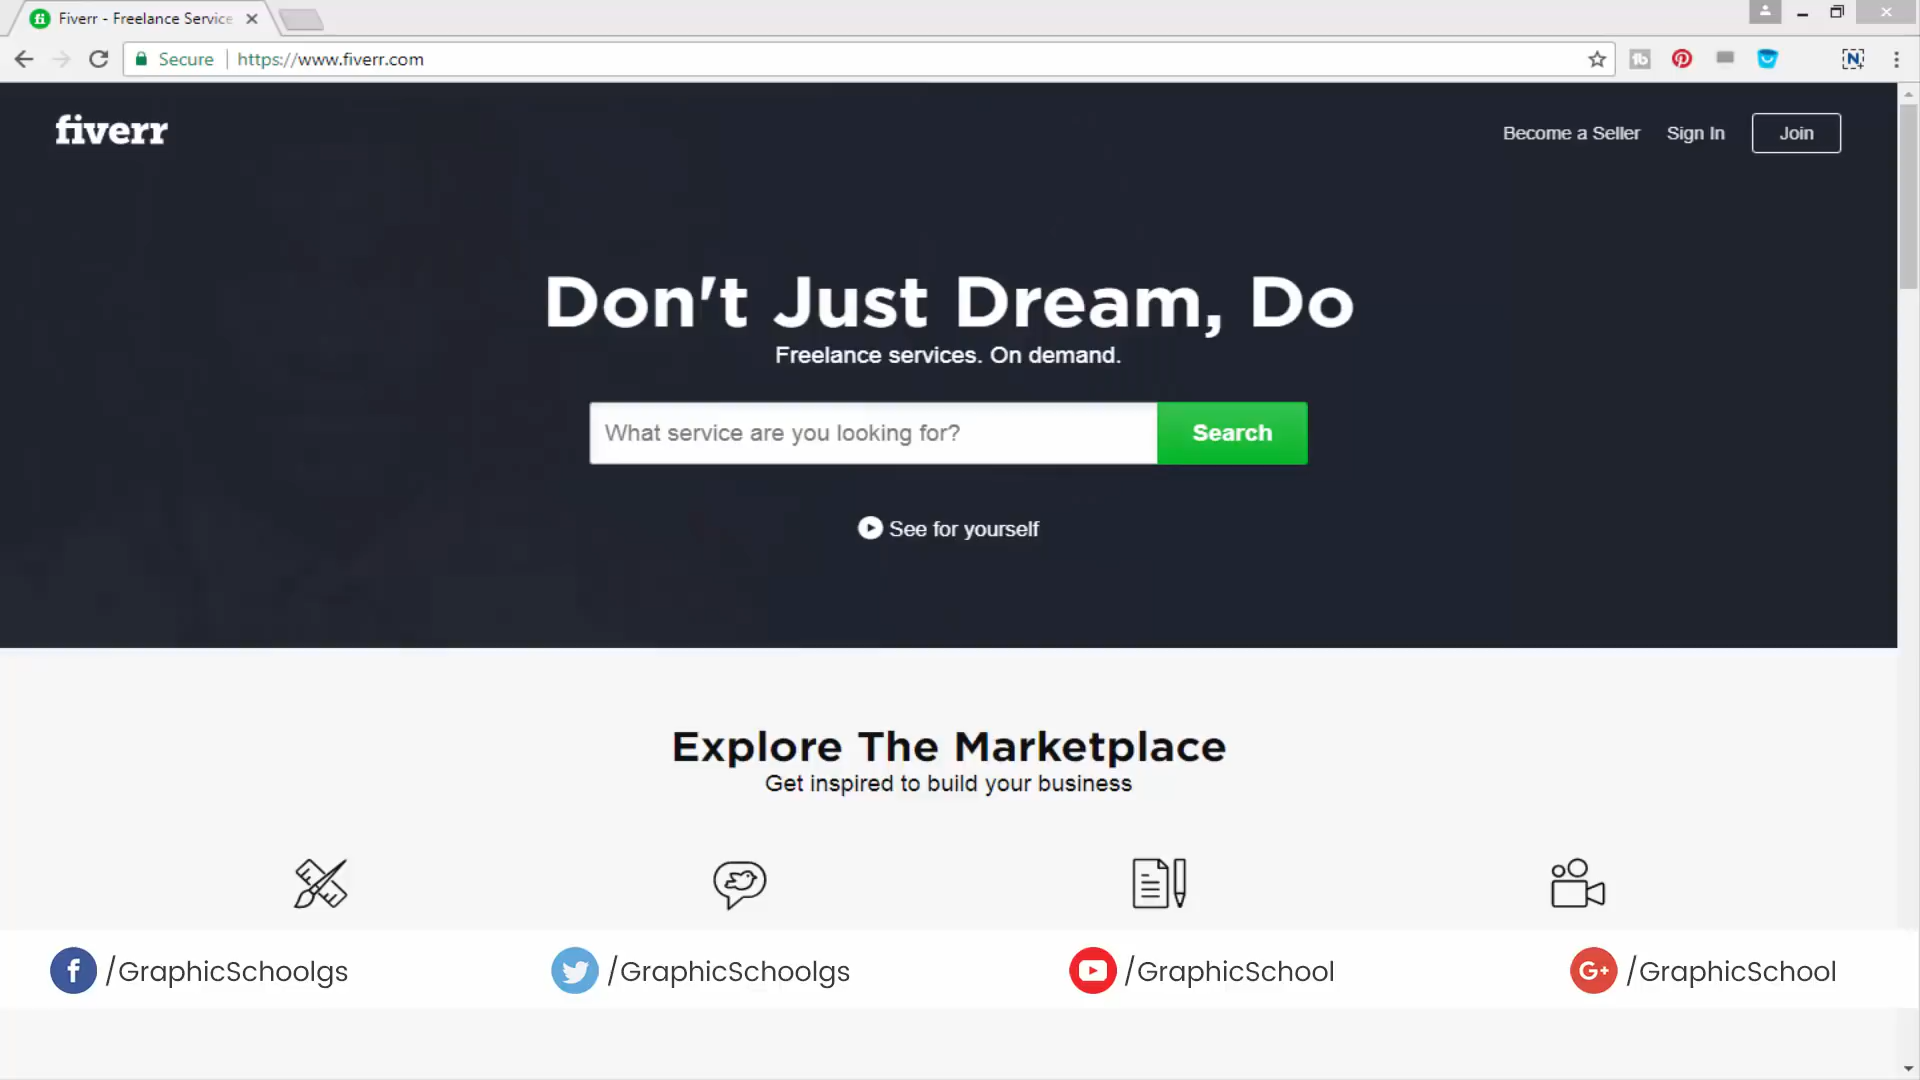 Fiverr - Freelance Service
Secure https://www.fiverr.com
fiverr
Become a Seller Sign In Join
Don't Just Dream, Do
Freelance services. On demand.
What service are you looking for? Search
See for yourself
Explore The Marketplace
Get inspired to build your business
/GraphicSchoolgs /GraphicSchoolgs /GraphicSchool /GraphicSchool